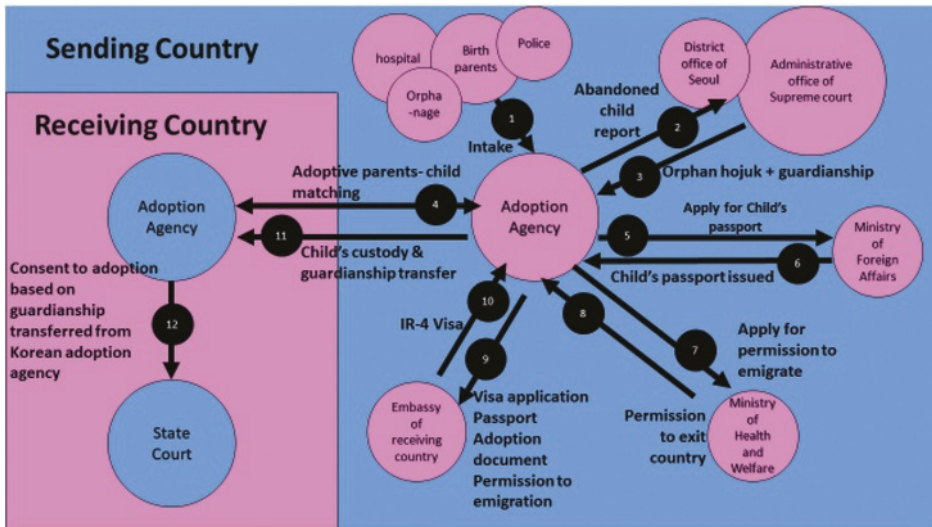 Sending Country
hospital
Birth
parents
Police
Orpha
-nage
1
Intake
Abandoned
child
report
2
District
office of
Seoul
Administrative
office of
Supreme court
3
Orphan hojuk + guardianship
Receiving Country
Adoption
Agency
Adoptive parents- child
matching
4
Adoption
Agency
11
Child's custody &
guardianship transfer
Apply for Child's
passport
5
6
Child's passport issued
Ministry
of
Foreign
Affairs
Consent to adoption
based on
guardianship
transferred from
Korean adoption
agency
12
State
Court
10
IR-4 Visa
9
Embassy
of
receiving
country
Visa application
Passport
Adoption
document
Permission to
emigration
8
7
Apply for
permission to
emigrate
Permission
to exit
country
Ministry
of
Health and
Welfare